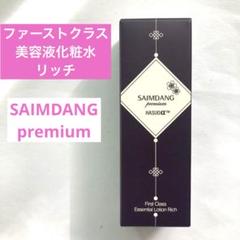 ファーストクラス
美容液化粧水
リッチ
SAIMDANG
premium
SAIMDANG
premium
HASUO
First Class
Essential Lotion Rich